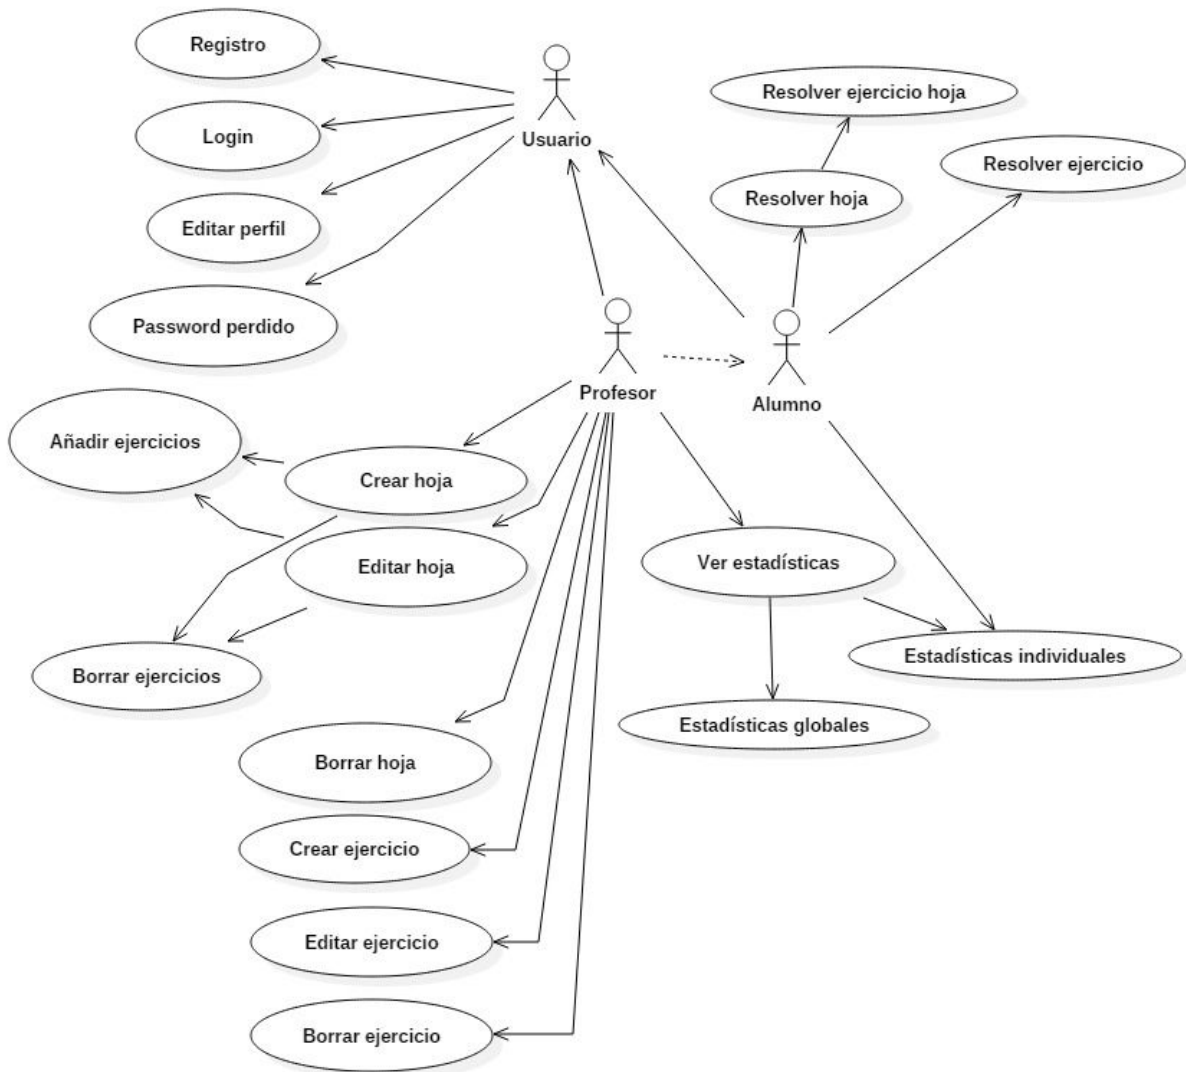 Registro
Usuario
Login
Editar perfil
Password perdido
Resolver ejercicio hoja
Resolver ejercicio
Resolver hoja
Profesor
Alumno
Añadir ejercicios
Crear hoja
Editar hoja
Borrar ejercicios
Ver estadísticas
Estadísticas individuales
Estadísticas globales
Borrar hoja
Crear ejercicio
Editar ejercicio
Borrar ejercicio